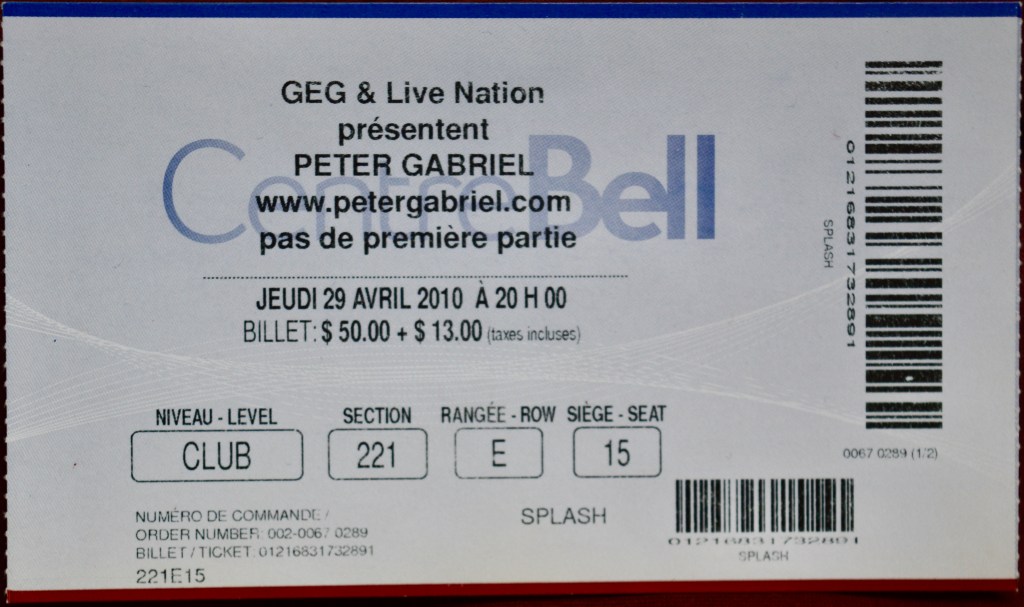 GEG & Live Nation
présentent
PETER GABRIEL
CentreBell
www.petergabriel.com
pas de première partie
JEUDI 29 AVRIL 2010 À 20 H 00
BILLET: $ 50.00 + $ 13.00 (taxes incluses)
NIVEAU - LEVEL SECTION RANGÉE - ROW SIÈGE - SEAT
CLUB 221 E 15
NUMÉRO DE COMMANDE /
ORDER NUMBER: 002-0067 0289
BILLET / TICKET: 01216831732891
221E15
SPLASH
01216831732891
SPLASH
0067 0289 (1/2)
01216831732891
SPLASH